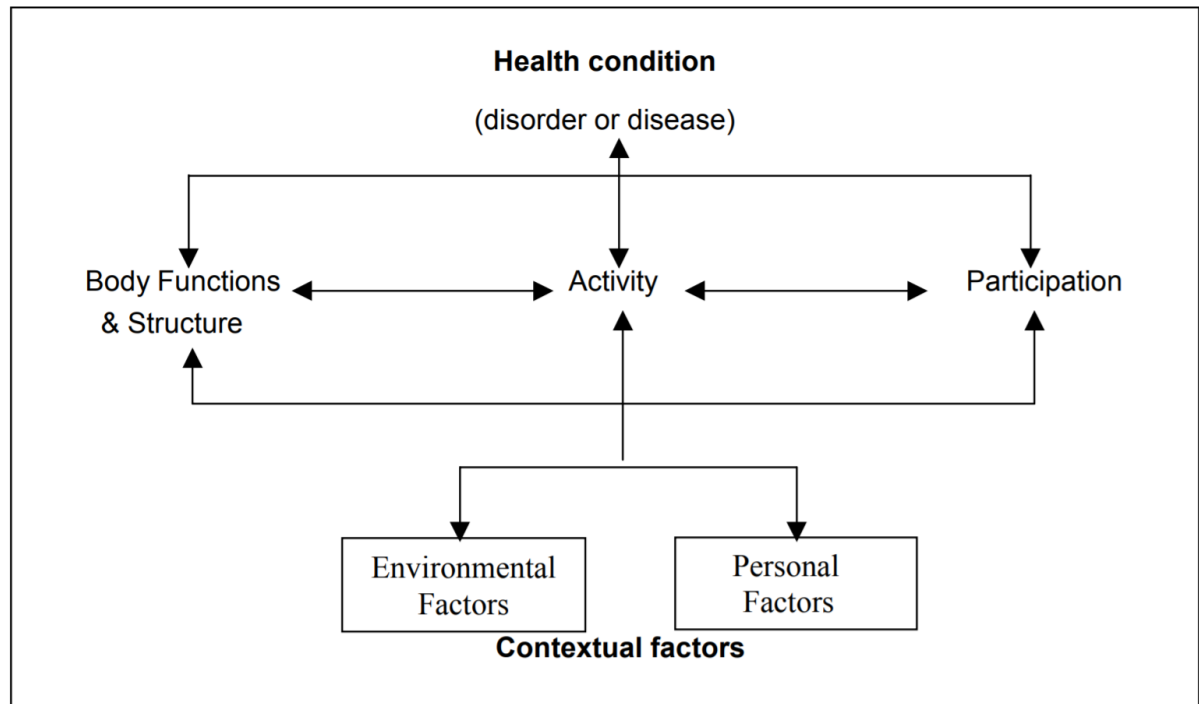 Health condition
(disorder or disease)
Body Functions
& Structure
Activity
Participation
Environmental
Factors
Personal
Factors
Contextual factors